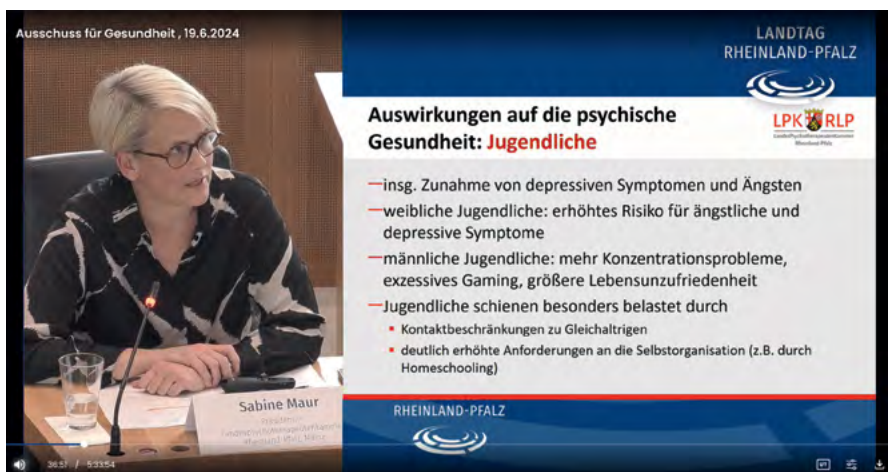 Ausschuss für Gesundheit , 19.6.2024
LANDTAG
RHEINLAND-PFALZ
Auswirkungen auf die psychische
Gesundheit: Jugendliche
LPK RLP
LandesPsychotherapeutenKammer
Rheinland-Pfalz
—insg. Zunahme von depressiven Symptomen und Ängsten
—weibliche Jugendliche: erhöhtes Risiko für ängstliche und
depressive Symptome
—männliche Jugendliche: mehr Konzentrationsprobleme,
exzessives Gaming, größere Lebensunzufriedenheit
—Jugendliche schienen besonders belastet durch
▪ Kontaktbeschränkungen zu Gleichaltrigen
▪ deutlich erhöhte Anforderungen an die Selbstorganisation (z.B. durch
Homeschooling)
Sabine Maur
RHEINLAND-PFALZ
36:57 / 5:33:54